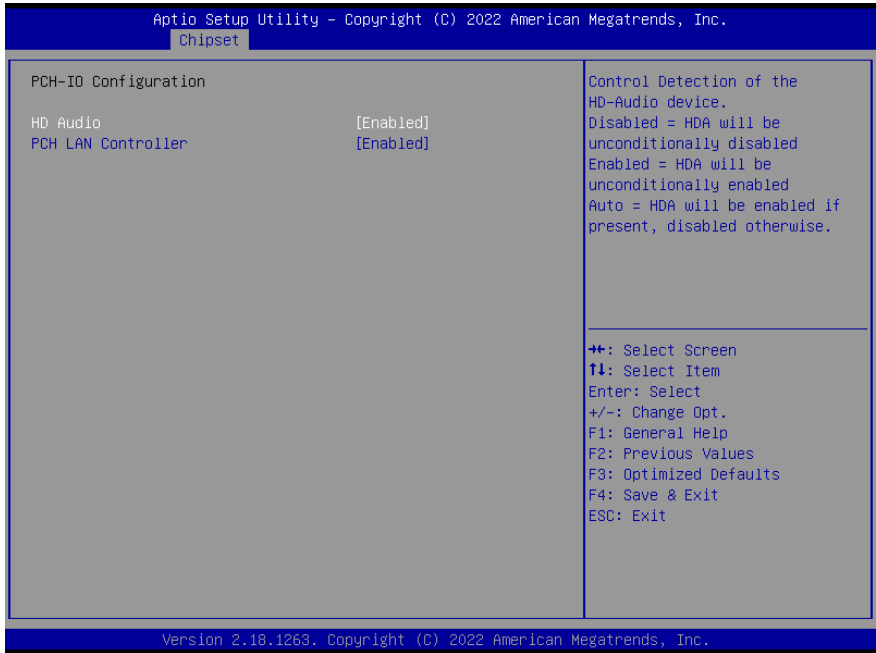 Aptio Setup Utility – Copyright (C) 2022 American Megatrends, Inc.
Chipset
PCH-IO Configuration
HD Audio [Enabled]
PCH LAN Controller [Enabled]
Control Detection of the
HD-Audio device.
Disabled = HDA will be
unconditionally disabled
Enabled = HDA will be
unconditionally enabled
Auto = HDA will be enabled if
present, disabled otherwise.
→←: Select Screen
↑↓: Select Item
Enter: Select
+/-: Change Opt.
F1: General Help
F2: Previous Values
F3: Optimized Defaults
F4: Save & Exit
ESC: Exit
Version 2.18.1263. Copyright (C) 2022 American Megatrends, Inc.